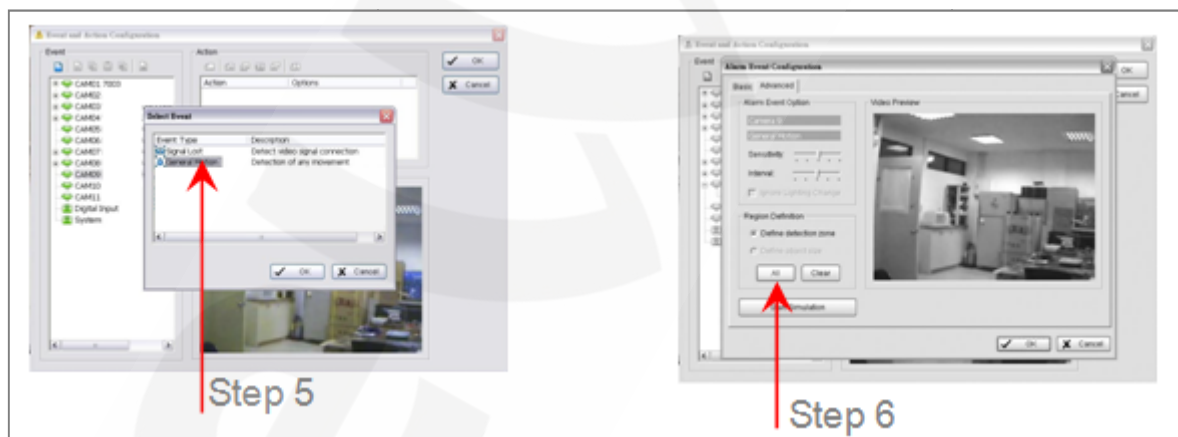 Event and Action Configuration
Event
Action
OK
Cancel
CAM01 7003
CAM02
CAM03
CAM04
CAM05
CAM06
CAM07
CAM08
CAM09
CAM10
CAM11
Digital Input
System
Action Options
Select Event
Event Type Description
Signal Lost Detect video signal connection
General Motion Detection of any movement
OK Cancel
Step 5
Event and Action Configuration
Event
OK
Cancel
Alarm Event Configuration
Basic Advanced
Alarm Event Option
Camera 9
General Motion
Sensitivity
Interval
Ignore Lighting Change
Region Definition
Define detection zone
Define object size
All Clear
Simulation
Video Preview
OK Cancel
Step 6